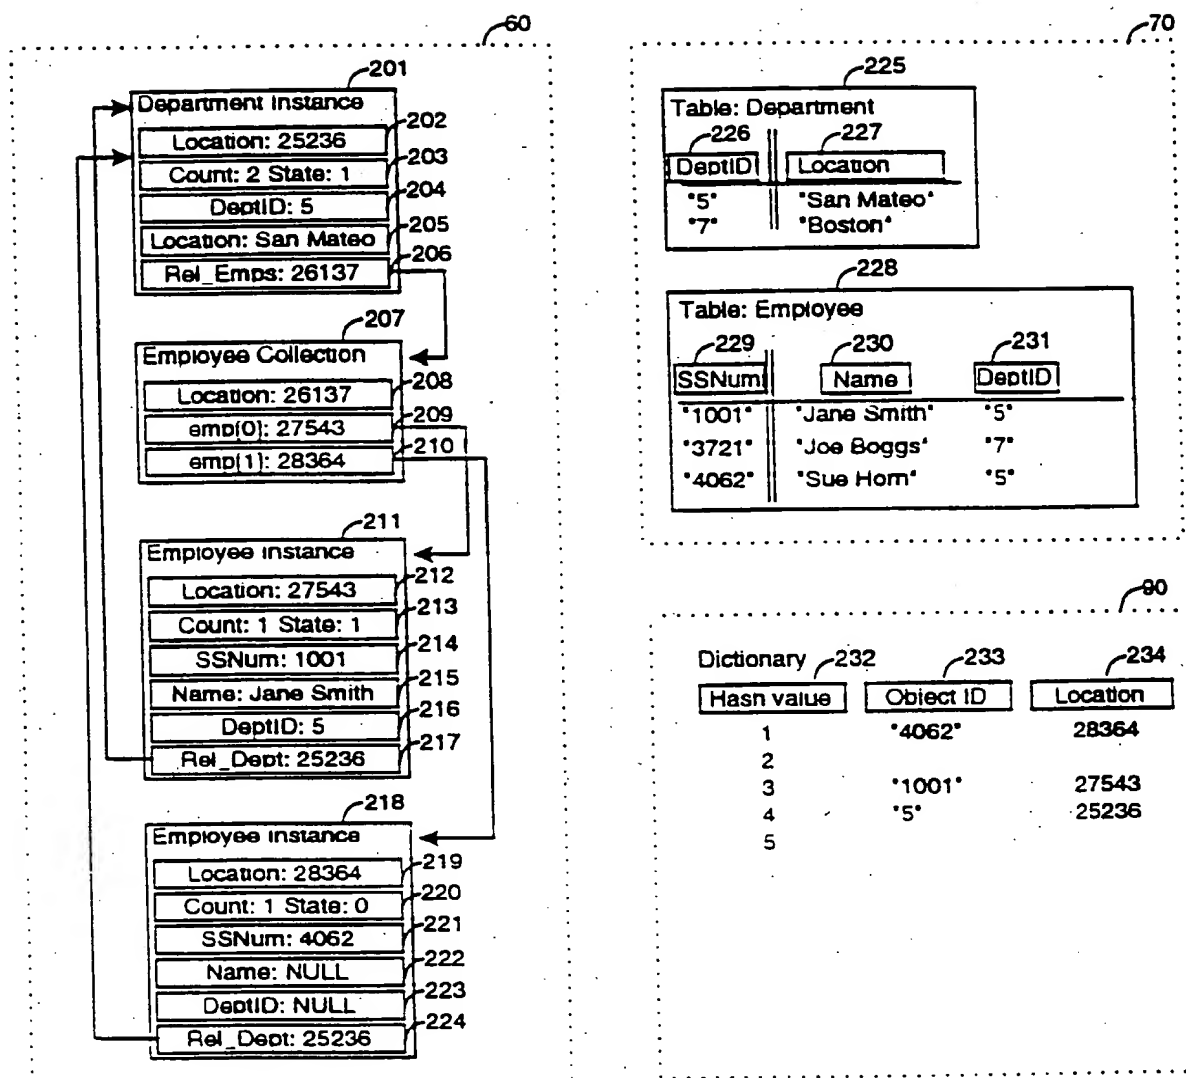 60
201
Department Instance
202
Location: 25236
203
Count: 2 State: 1
204
DeptID: 5
205
Location: San Mateo
206
Rel_Emps: 26137
207
Employee Collection
208
Location: 26137
209
emp[0]: 27543
210
emp[1]: 28364
211
Employee Instance
212
Location: 27543
213
Count: 1 State: 1
214
SSNum: 1001
215
Name: Jane Smith
216
DeptID: 5
217
Rel_Dept: 25236
218
Employee Instance
219
Location: 28364
220
Count: 1 State: 0
221
SSNum: 4062
222
Name: NULL
223
DeptID: NULL
224
Rel_Dept: 25236
70
225
Table: Department
226 227
DeptID Location
"5" "San Mateo"
"7" "Boston"
228
Table: Employee
229 230 231
SSNum Name DeptID
"1001" "Jane Smith" "5"
"3721" "Joe Boggs" "7"
"4062" "Sue Horn" "5"
90
Dictionary 232 233 234
Hash value Object ID Location
1 "4062" 28364
2
3 "1001" 27543
4 "5" 25236
5